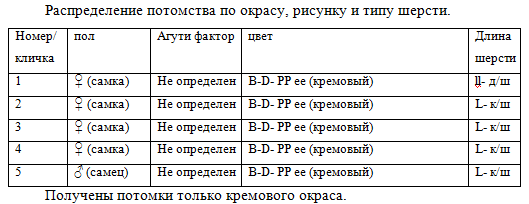 Распределение потомства по окрасу, рисунку и типу шерсти.
Номер/ пол Агути фактор цвет Длина
кличка шерсти
1 ♀ (самка) Не определен B-D- PP ee (кремовый) ll- д/ш
2 ♀ (самка) Не определен B-D- PP ee (кремовый) L- к/ш
3 ♀ (самка) Не определен B-D- PP ee (кремовый) L- к/ш
4 ♀ (самка) Не определен B-D- PP ee (кремовый) L- к/ш
5 ♂ (самец) Не определен B-D- PP ee (кремовый) L- к/ш
Получены потомки только кремового окраса.